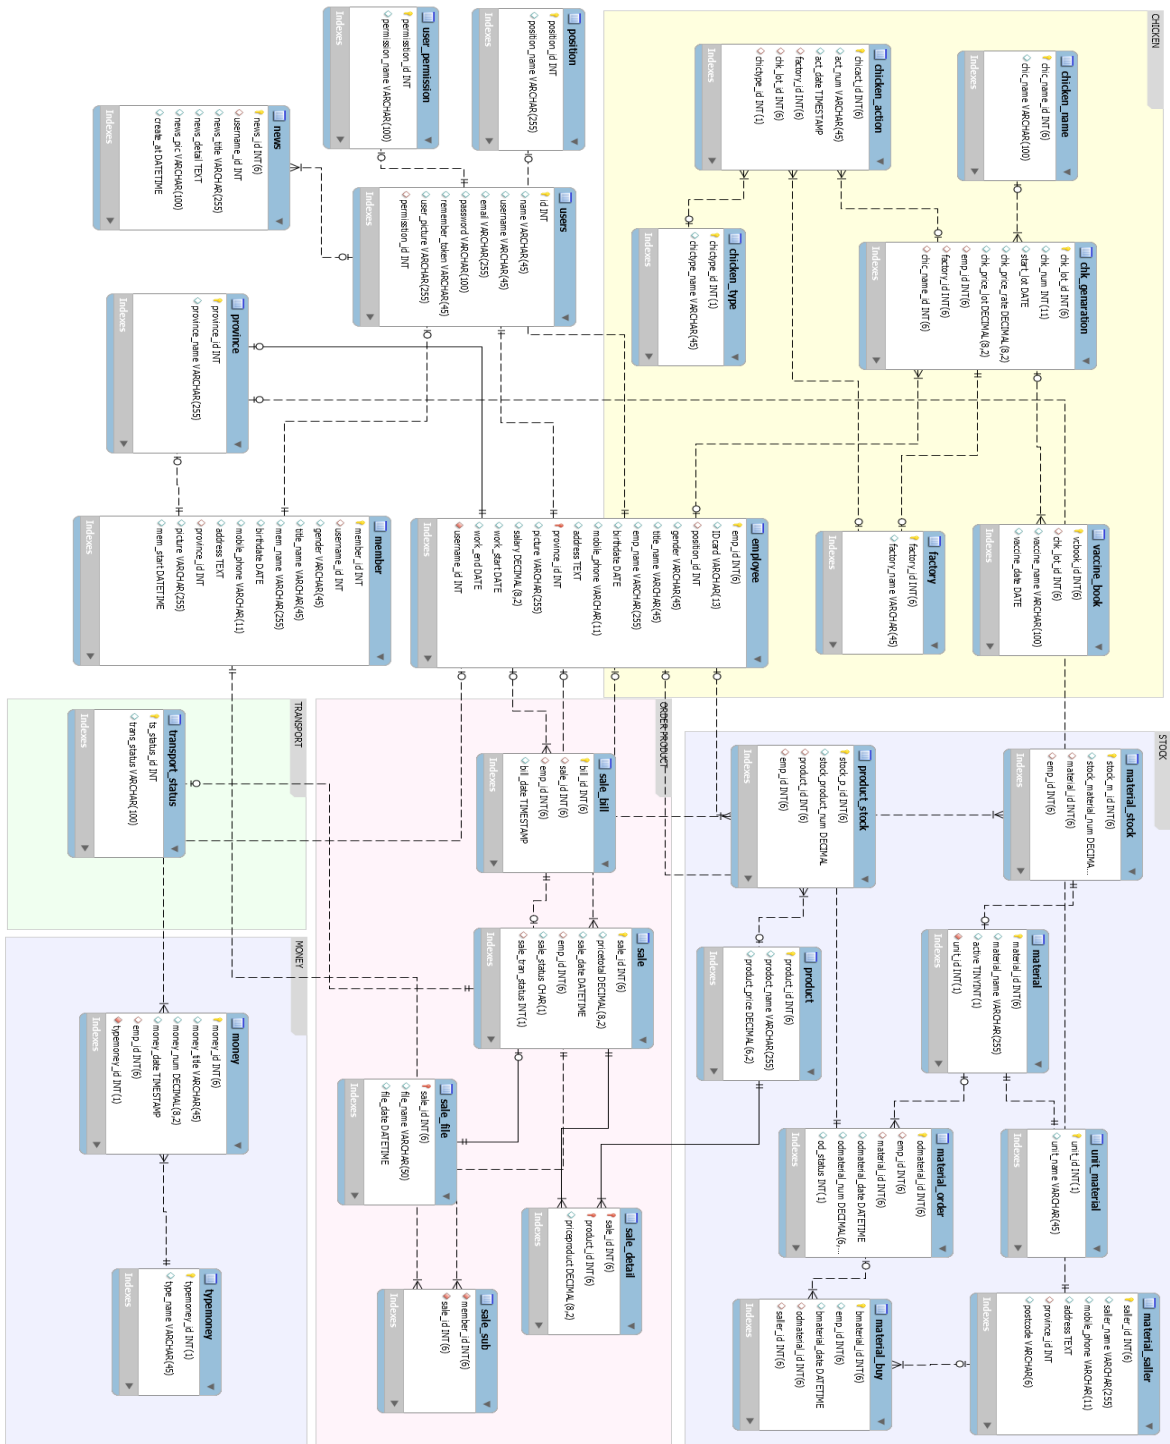 CHICKEN
chicken_name
chic_name_id INT(6)
chic_name VARCHAR(100)
Indexes
chicken_action
chicact_id INT(6)
act_num VARCHAR(45)
act_date TIMESTAMP
factory_id INT(6)
chk_lot_id INT(6)
chictype_id INT(1)
Indexes
position
position_id INT
position_name VARCHAR(255)
Indexes
user_permission
permisstion_id INT
permission_name VARCHAR(100)
Indexes
news
news_id INT(6)
username_id INT
news_title VARCHAR(255)
news_detail TEXT
news_pic VARCHAR(100)
create_at DATETIME
Indexes
chk_genaration
chk_lot_id INT(6)
chk_num INT(11)
start_lot DATE
chk_price_rate DECIMAL(8,2)
chk_price_lot DECIMAL(8,2)
emp_id INT(6)
factory_id INT(6)
chic_name_id INT(6)
Indexes
chicken_type
chictype_id INT(1)
chictype_name VARCHAR(45)
Indexes
users
id INT
name VARCHAR(45)
username VARCHAR(45)
email VARCHAR(255)
password VARCHAR(100)
remember_token VARCHAR(45)
user_picture VARCHAR(255)
permisstion_id INT
Indexes
province
province_id INT
province_name VARCHAR(255)
Indexes
vaccine_book
vcbook_id INT(6)
chk_lot_id INT(6)
vaccine_name VARCHAR(100)
vaccine_date DATE
Indexes
factory
factory_id INT(6)
factory_name VARCHAR(45)
Indexes
employee
emp_id INT(6)
IDcard VARCHAR(13)
position_id INT
gender VARCHAR(45)
title_name VARCHAR(45)
emp_name VARCHAR(255)
mobile_phone VARCHAR(11)
address TEXT
birthdate DATE
province_id INT
picture VARCHAR(255)
salary DECIMAL(8,2)
work_start DATE
work_end DATE
username_id INT
Indexes
member
member_id INT
username_id INT
gender VARCHAR(45)
title_name VARCHAR(45)
mem_name VARCHAR(255)
birthdate DATE
mobile_phone VARCHAR(11)
address TEXT
province_id INT
picture VARCHAR(255)
mem_start DATETIME
Indexes
STOCK
material_stock
stock_m_id INT(6)
stock_material_num DECIMA...
material_id INT(6)
emp_id INT(6)
Indexes
product_stock
stock_p_id INT(6)
stock_product_num DECIMAL
product_id INT(6)
emp_id INT(6)
Indexes
ORDER PRODUCT
sale_bill
bill_id INT(6)
sale_id INT(6)
emp_id INT(6)
bill_date TIMESTAMP
Indexes
TRANSPORT
transport_status
ts_status_id INT
trans_status VARCHAR(100)
Indexes
material
material_id INT(6)
material_name VARCHAR(255)
active TINYINT(1)
unit_id INT(1)
Indexes
product
product_id INT(6)
product_name VARCHAR(255)
product_price DECIMAL(6,2)
Indexes
sale
sale_id INT(6)
pricetotal DECIMAL(8,2)
sale_date DATETIME
emp_id INT(6)
sale_status CHAR(1)
sale_tran_status INT(1)
Indexes
MONEY
money
money_id INT(6)
money_title VARCHAR(45)
money_num DECIMAL(8,2)
money_date TIMESTAMP
emp_id INT(6)
typemoney_id INT(1)
Indexes
unit_material
unit_id INT(1)
unit_name VARCHAR(45)
Indexes
material_order
odmaterial_id INT(6)
emp_id INT(6)
material_id INT(6)
odmaterial_date DATETIME
odmaterial_num DECIMAL(6,...
od_status INT(1)
Indexes
sale_file
sale_id INT(6)
file_name VARCHAR(50)
file_date DATETIME
Indexes
sale_detail
sale_id INT(6)
product_id INT(6)
priceproduct DECIMAL(8,2)
Indexes
material_saller
saller_id INT(6)
saller_name VARCHAR(255)
mobile_phone VARCHAR(11)
address TEXT
province_id INT
postcode VARCHAR(6)
Indexes
material_buy
bmaterial_id INT(6)
emp_id INT(6)
bmaterial_date DATETIME
odmaterial_id INT(6)
saller_id INT(6)
Indexes
sale_sub
member_id INT(6)
sale_id INT(6)
Indexes
typemoney
typemoney_id INT(1)
type_name VARCHAR(45)
Indexes